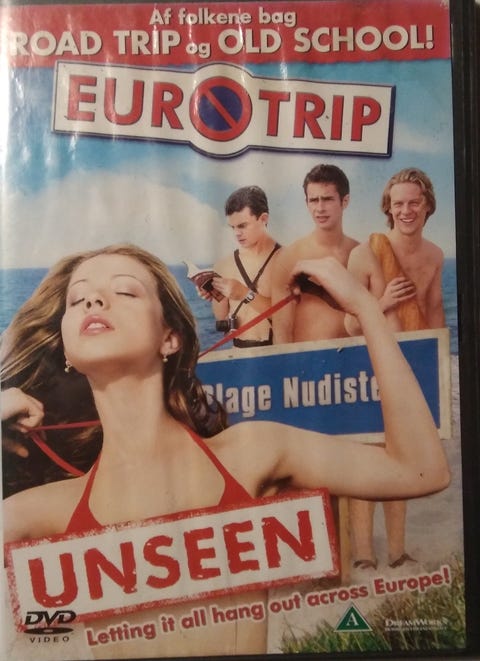 Af folkene bag
ROAD TRIP og OLD SCHOOL!
EUROTRIP
Plage Nudiste
UNSEEN
Letting it all hang out across Europe!
DVD
VIDEO
A
DREAMWORKS